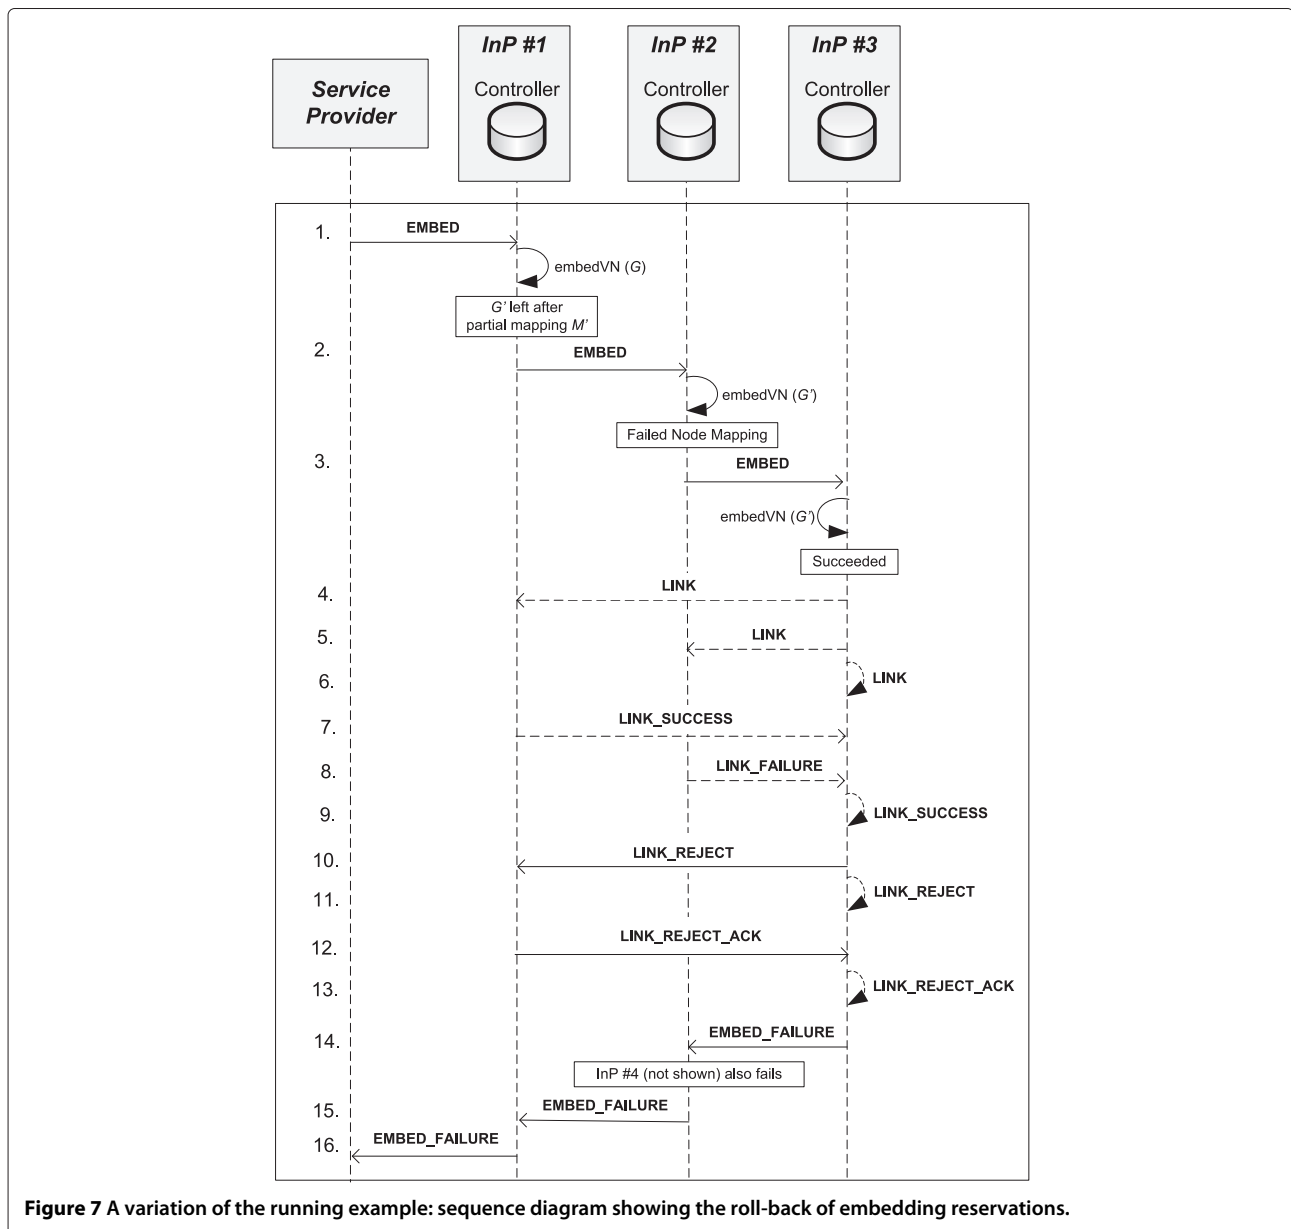 InP #1
InP #2
InP #3
Service
Provider
Controller
Controller
Controller
1.
EMBED
embedVN (G)
G' left after
partial mapping M'
2.
EMBED
embedVN (G')
Failed Node Mapping
3.
EMBED
embedVN (G')
Succeeded
4.
LINK
5.
LINK
6.
LINK
7.
LINK_SUCCESS
8.
LINK_FAILURE
9.
LINK_SUCCESS
10.
LINK_REJECT
11.
LINK_REJECT
12.
LINK_REJECT_ACK
13.
LINK_REJECT_ACK
14.
EMBED_FAILURE
InP #4 (not shown) also fails
15.
EMBED_FAILURE
16.
EMBED_FAILURE
Figure 7 A variation of the running example: sequence diagram showing the roll-back of embedding reservations.